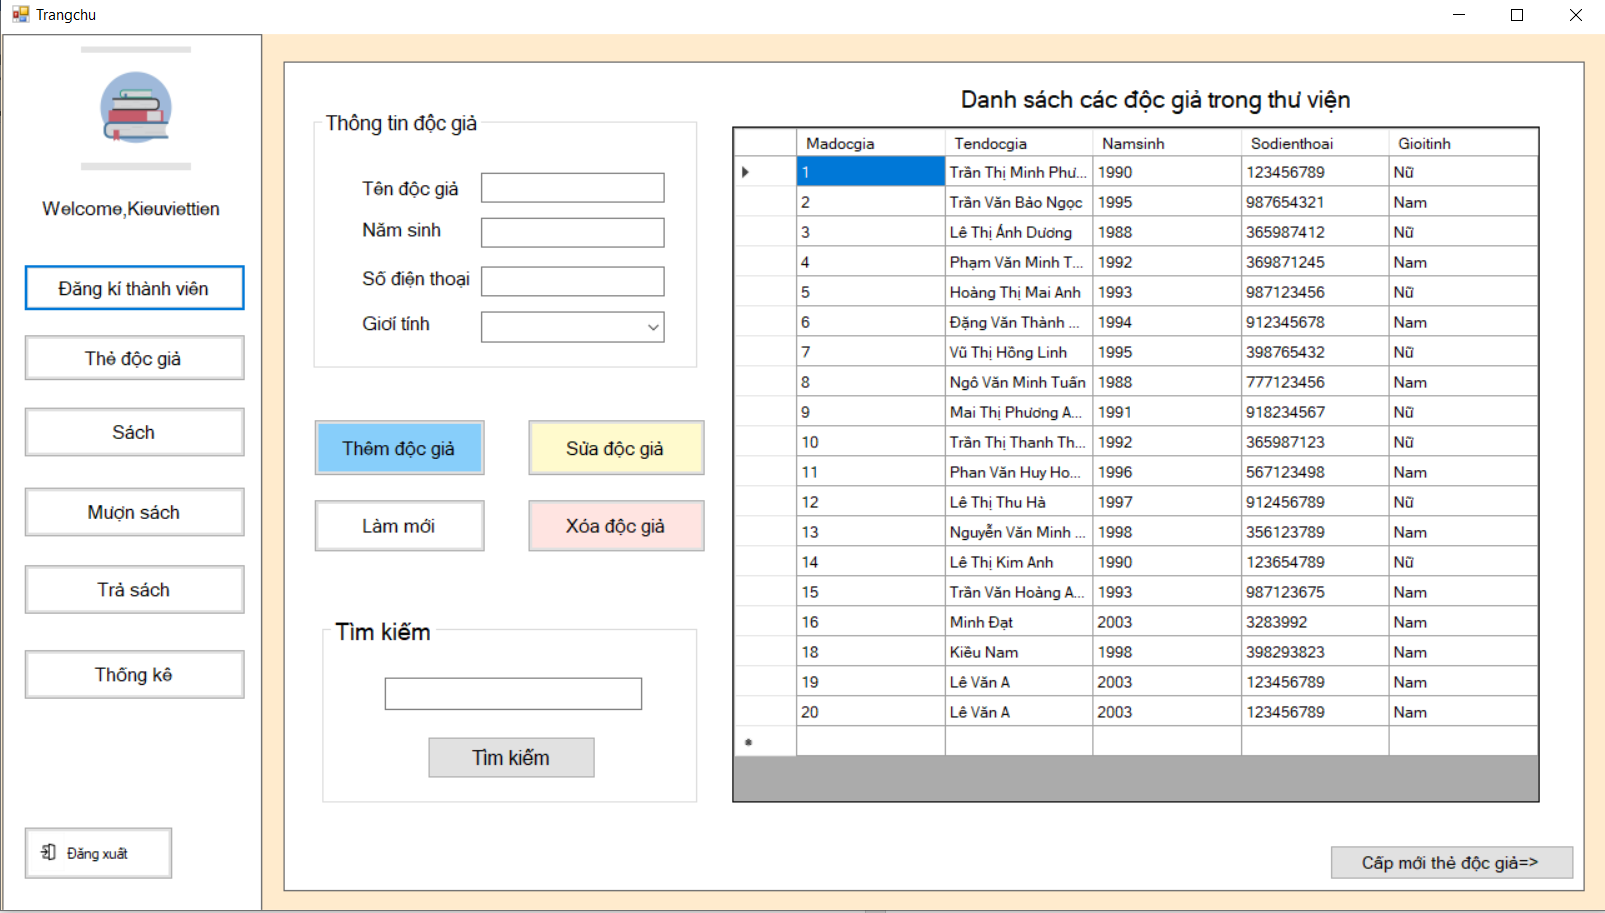 Trangchu
Welcome,Kieuviettien
Đăng kí thành viên
Thẻ độc giả
Sách
Mượn sách
Trả sách
Thống kê
Đăng xuất
Thông tin độc giả
Tên độc giả
Năm sinh
Số điện thoại
Giơí tính
Thêm độc giả
Sửa độc giả
Làm mới
Xóa độc giả
Tìm kiếm
Tìm kiếm
Danh sách các độc giả trong thư viện
Madocgia Tendocgia Namsinh Sodienthoai Gioitinh
1 Trần Thị Minh Phư... 1990 123456789 Nữ
2 Trần Văn Bảo Ngọc 1995 987654321 Nam
3 Lê Thị Ánh Dương 1988 365987412 Nữ
4 Phạm Văn Minh T... 1992 369871245 Nam
5 Hoàng Thị Mai Anh 1993 987123456 Nữ
6 Đặng Văn Thành ... 1994 912345678 Nam
7 Vũ Thị Hồng Linh 1995 398765432 Nữ
8 Ngô Văn Minh Tuấn 1988 777123456 Nam
9 Mai Thị Phương A... 1991 918234567 Nữ
10 Trần Thị Thanh Th... 1992 365987123 Nữ
11 Phan Văn Huy Ho... 1996 567123498 Nam
12 Lê Thị Thu Hà 1997 912456789 Nữ
13 Nguyễn Văn Minh ... 1998 356123789 Nam
14 Lê Thị Kim Anh 1990 123654789 Nữ
15 Trần Văn Hoàng A... 1993 987123675 Nam
16 Minh Đạt 2003 3283992 Nam
18 Kiều Nam 1998 398293823 Nam
19 Lê Văn A 2003 123456789 Nam
20 Lê Văn A 2003 123456789 Nam
Cấp mới thẻ độc giả=>